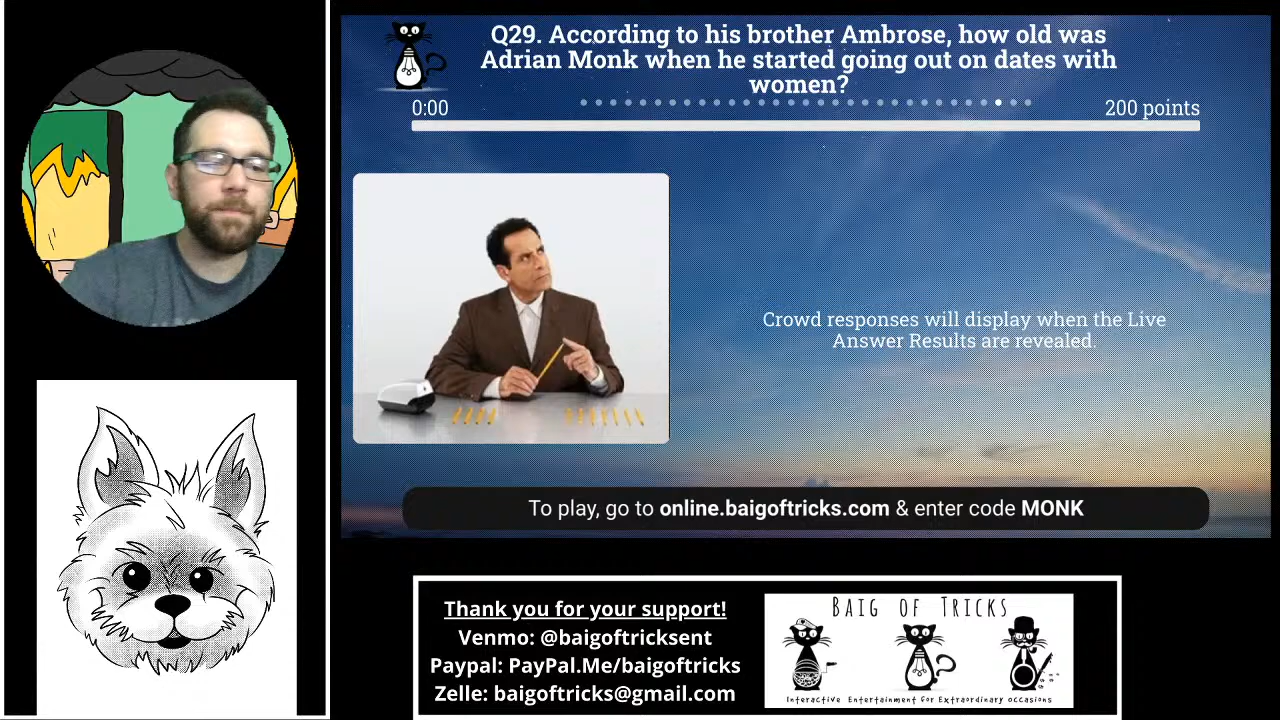 Q29. According to his brother Ambrose, how old was
Adrian Monk when he started going out on dates with
women?
0:00
200 points
Crowd responses will display when the Live
Answer Results are revealed.
To play, go to online.baigoftricks.com & enter code MONK
Thank you for your support!
Venmo: @baigoftricksent
Paypal: PayPal.Me/baigoftricks
Zelle: baigoftricks@gmail.com
BAIG OF TRICKS
Interactive Entertainment for Extraordinary occasions